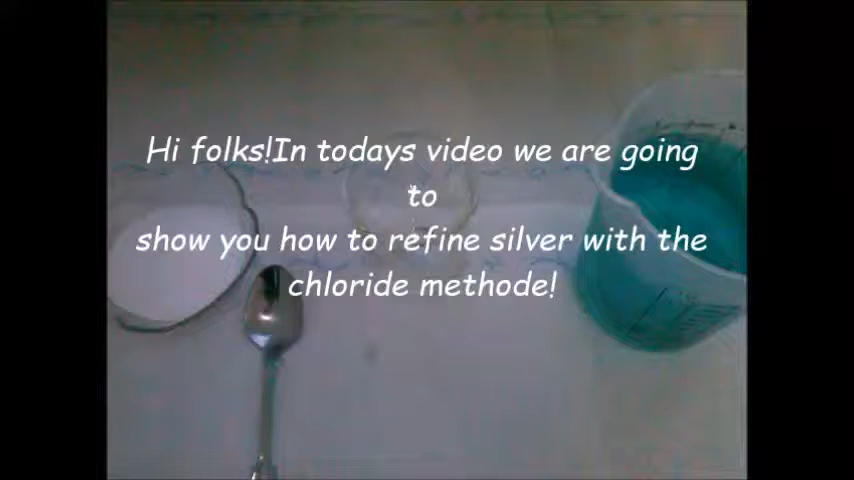 Hi folks!In todays video we are going
to
show you how to refine silver with the
chloride methode!